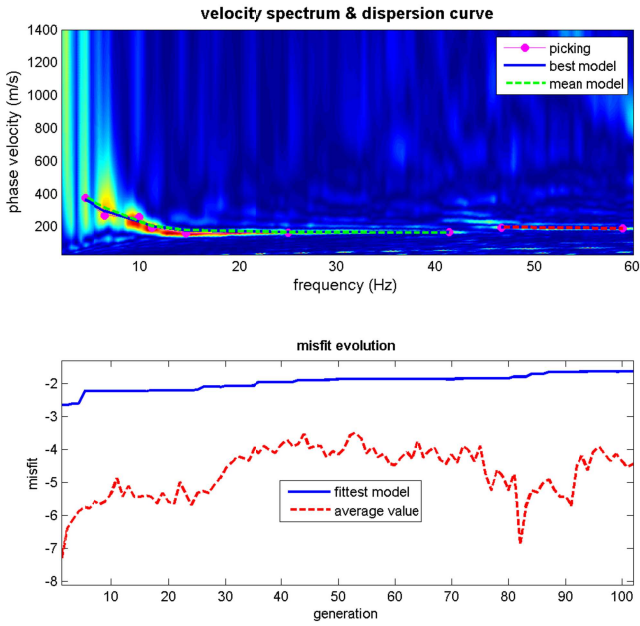 velocity spectrum & dispersion curve
phase velocity (m/s)
1400
1200
1000
800
600
400
200
picking
best model
mean model
10
20
30
40
50
60
frequency (Hz)
misfit evolution
misfit
-2
-3
-4
-5
-6
-7
-8
fittest model
average value
10
20
30
40
50
60
70
80
90
100
generation